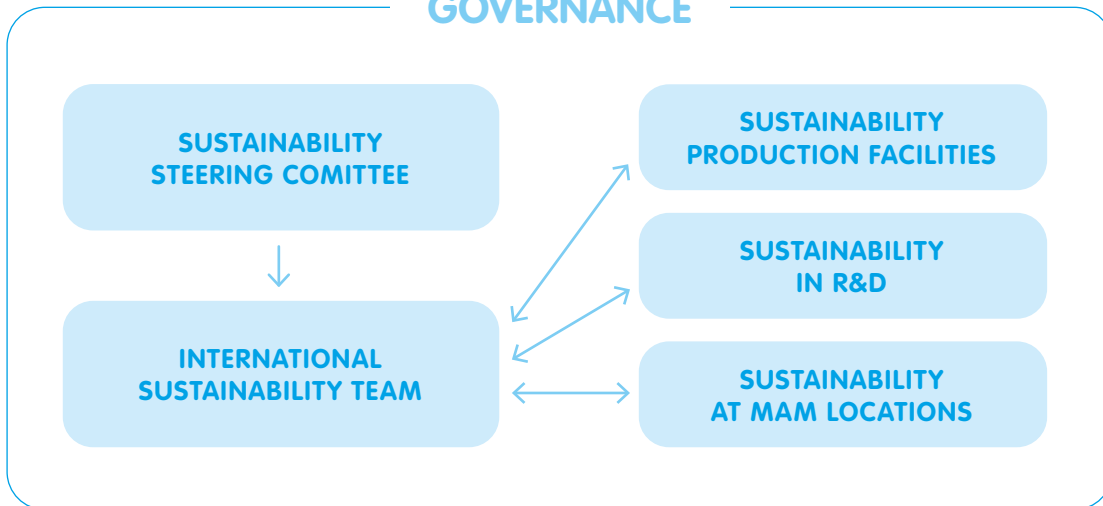 GOVERNANCE
SUSTAINABILITY
STEERING COMITTEE
INTERNATIONAL
SUSTAINABILITY TEAM
SUSTAINABILITY
PRODUCTION FACILITIES
SUSTAINABILITY
IN R&D
SUSTAINABILITY
AT MAM LOCATIONS